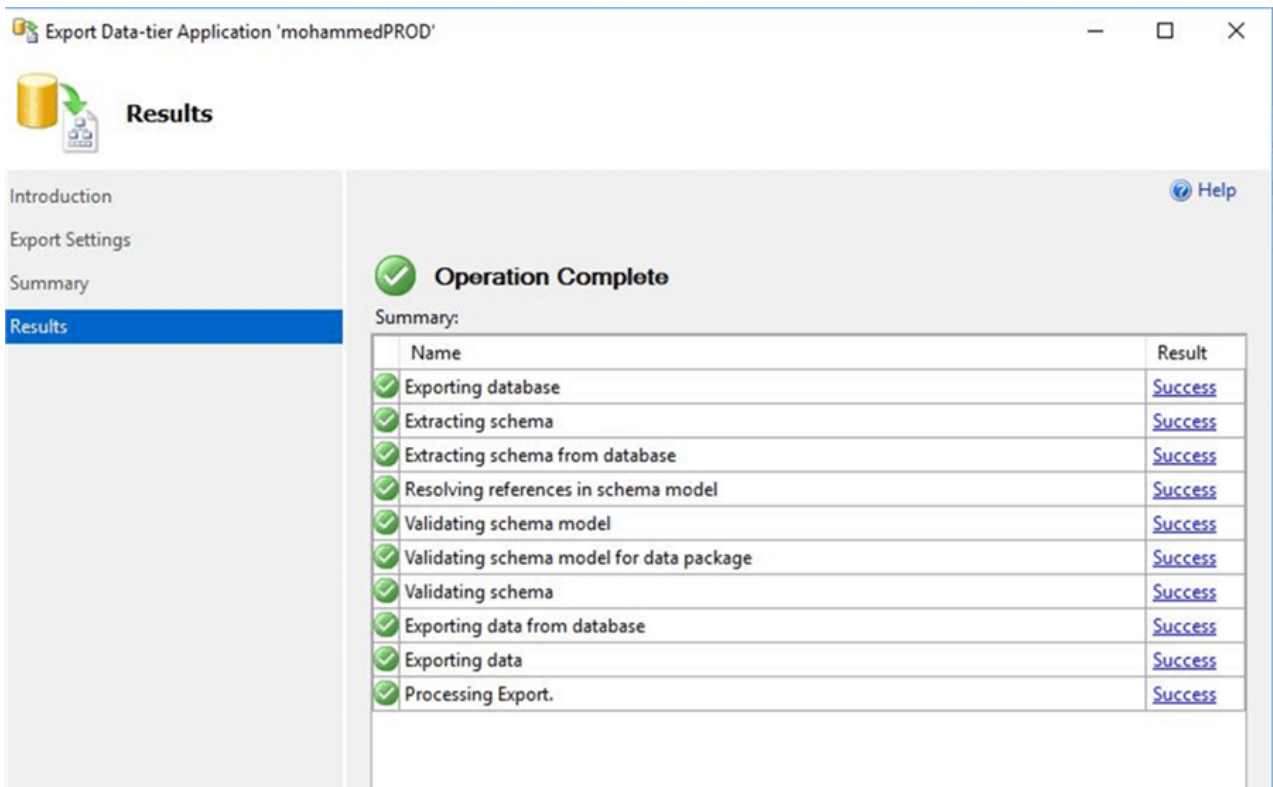 Export Data-tier Application 'mohammedPROD'
Results
Introduction
Export Settings
Summary
Results
Help
Operation Complete
Summary:
Name Result
Exporting database Success
Extracting schema Success
Extracting schema from database Success
Resolving references in schema model Success
Validating schema model Success
Validating schema model for data package Success
Validating schema Success
Exporting data from database Success
Exporting data Success
Processing Export. Success